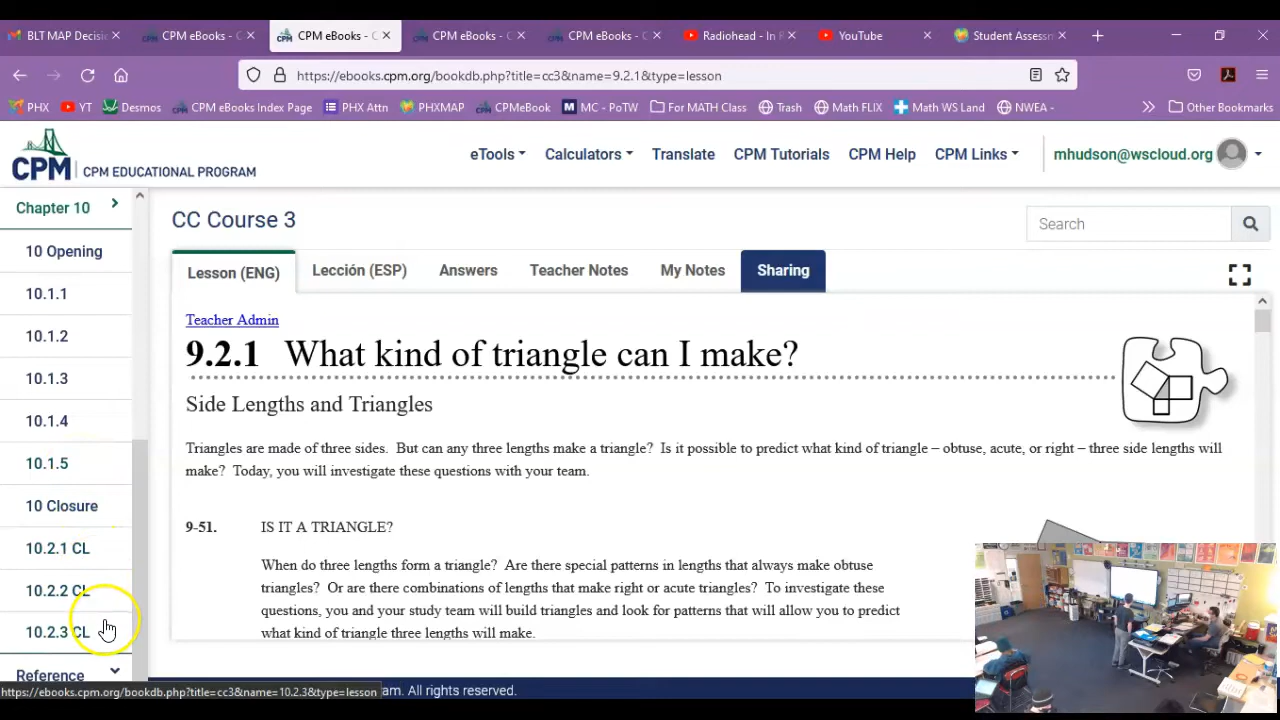 BLT MAP Decisi
CPM eBooks - C
CPM eBooks - C
CPM eBooks - C
CPM eBooks - C
Radiohead - In R
YouTube
Student Assessm
https://ebooks.cpm.org/bookdb.php?title=cc3&name=9.2.1&type=lesson
PHX
YT
Desmos
CPM eBooks Index Page
PHX Attn
PHXMAP
CPMeBook
MC - PoTW
For MATH Class
Trash
Math FLIX
Math WS Land
NWEA -
Other Bookmarks
CPM
CPM EDUCATIONAL PROGRAM
eTools
Calculators
Translate
CPM Tutorials
CPM Help
CPM Links
mhudson@wscloud.org
Chapter 10
10 Opening
10.1.1
10.1.2
10.1.3
10.1.4
10.1.5
10 Closure
10.2.1 CL
10.2.2 CL
10.2.3 CL
Reference
CC Course 3
Search
Lesson (ENG)
Lección (ESP)
Answers
Teacher Notes
My Notes
Sharing
Teacher Admin
9.2.1 What kind of triangle can I make?
Side Lengths and Triangles
Triangles are made of three sides. But can any three lengths make a triangle? Is it possible to predict what kind of triangle – obtuse, acute, or right – three side lengths will
make? Today, you will investigate these questions with your team.
9-51. IS IT A TRIANGLE?
When do three lengths form a triangle? Are there special patterns in lengths that always make obtuse
triangles? Or are there combinations of lengths that make right or acute triangles? To investigate these
questions, you and your study team will build triangles and look for patterns that will allow you to predict
what kind of triangle three lengths will make.
https://ebooks.cpm.org/bookdb.php?title=cc3&name=10.2.3&type=lesson
am. All rights reserved.